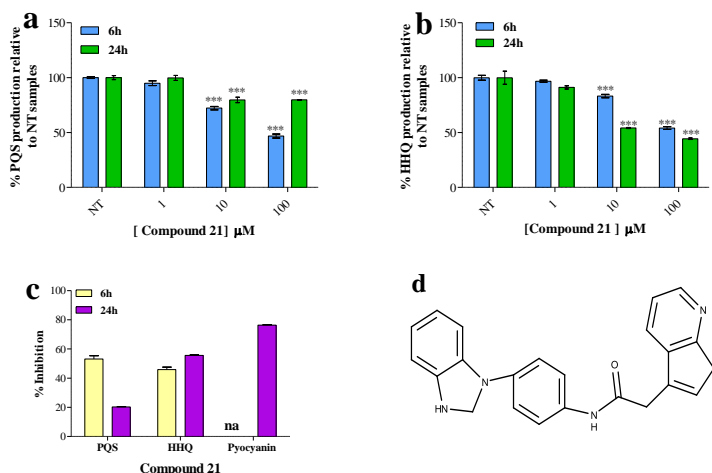 a
% PQS production relative
to NT samples
150
100
50
0
6h
24h
***
***
***
***
NT
1
10
100
[ Compound 21] μM
b
% HHQ production relative
to NT samples
150
100
50
0
6h
24h
***
***
***
***
NT
1
10
100
[Compound 21 ] μM
c
% Inhibition
100
80
60
40
20
0
6h
24h
na
PQS
HHQ
Pyocyanin
Compound 21
d
N
O
N
HN
N
H